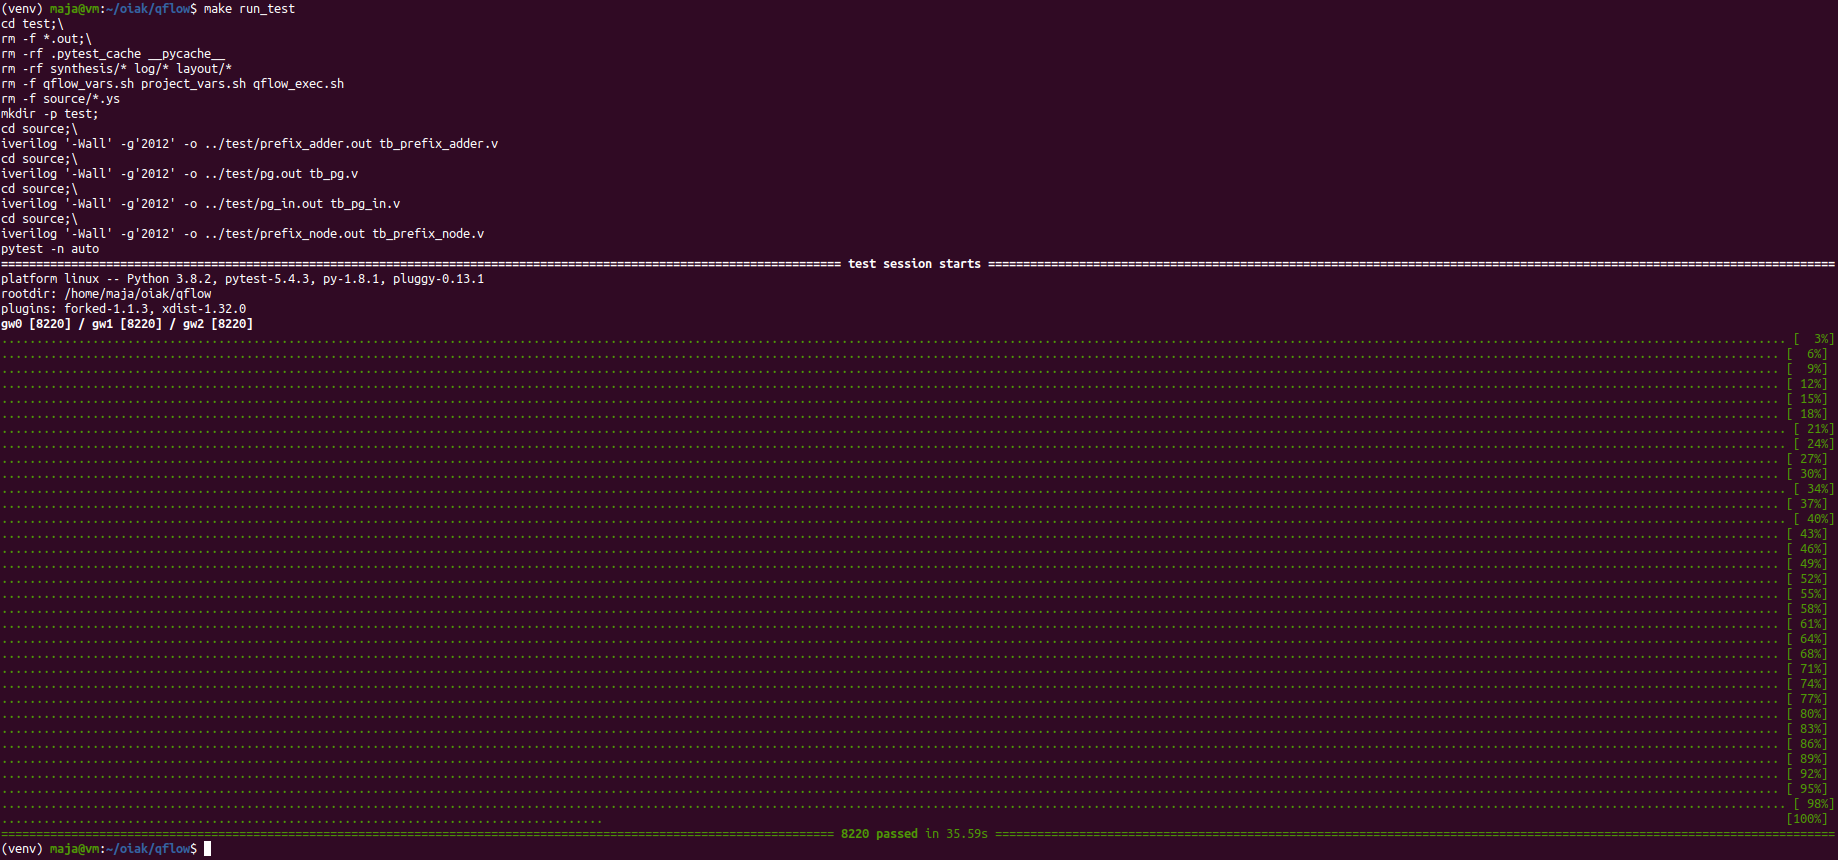 (venv) maja@vm:~/oiak/qflow$ make run_test
cd test;\
rm -f *.out;\
rm -rf .pytest_cache __pycache__
rm -rf synthesis/* log/* layout/*
rm -f qflow_vars.sh project_vars.sh qflow_exec.sh
rm -f source/*.ys
mkdir -p test;
cd source;\
iverilog '-Wall' -g'2012' -o ../test/prefix_adder.out tb_prefix_adder.v
cd source;\
iverilog '-Wall' -g'2012' -o ../test/pg.out tb_pg.v
cd source;\
iverilog '-Wall' -g'2012' -o ../test/pg_in.out tb_pg_in.v
cd source;\
iverilog '-Wall' -g'2012' -o ../test/prefix_node.out tb_prefix_node.v
pytest -n auto
test session starts
platform linux -- Python 3.8.2, pytest-5.4.3, py-1.8.1, pluggy-0.13.1
rootdir: /home/maja/oiak/qflow
plugins: forked-1.1.3, xdist-1.32.0
gw0 [8220] / gw1 [8220] / gw2 [8220]
[  3%]
[  6%]
[  9%]
[ 12%]
[ 15%]
[ 18%]
[ 21%]
[ 24%]
[ 27%]
[ 30%]
[ 34%]
[ 37%]
[ 40%]
[ 43%]
[ 46%]
[ 49%]
[ 52%]
[ 55%]
[ 58%]
[ 61%]
[ 64%]
[ 68%]
[ 71%]
[ 74%]
[ 77%]
[ 80%]
[ 83%]
[ 86%]
[ 89%]
[ 92%]
[ 95%]
[ 98%]
[100%]
8220 passed in 35.59s
(venv) maja@vm:~/oiak/qflow$